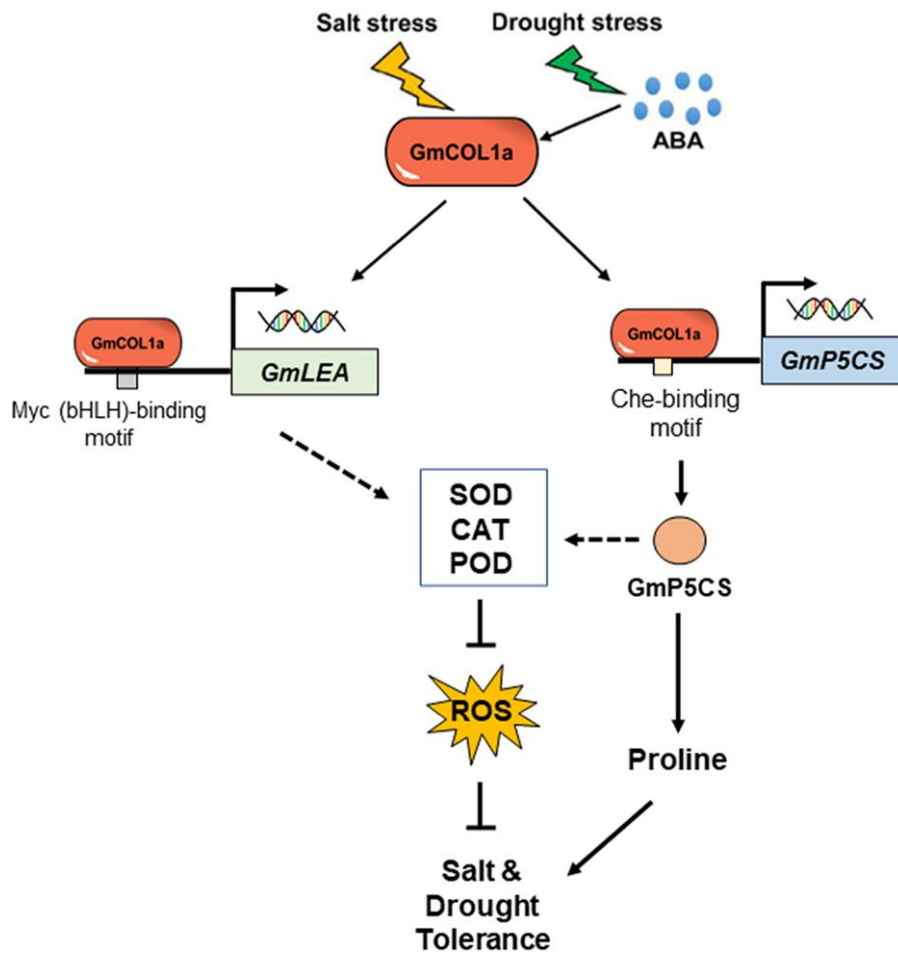 Salt stress
Drought stress
ABA
GmCOL1a
GmCOL1a
GmLEA
Myc (bHLH)-binding
motif
GmCOL1a
GmP5CS
Che-binding
motif
SOD
CAT
POD
GmP5CS
ROS
Proline
Salt &
Drought
Tolerance